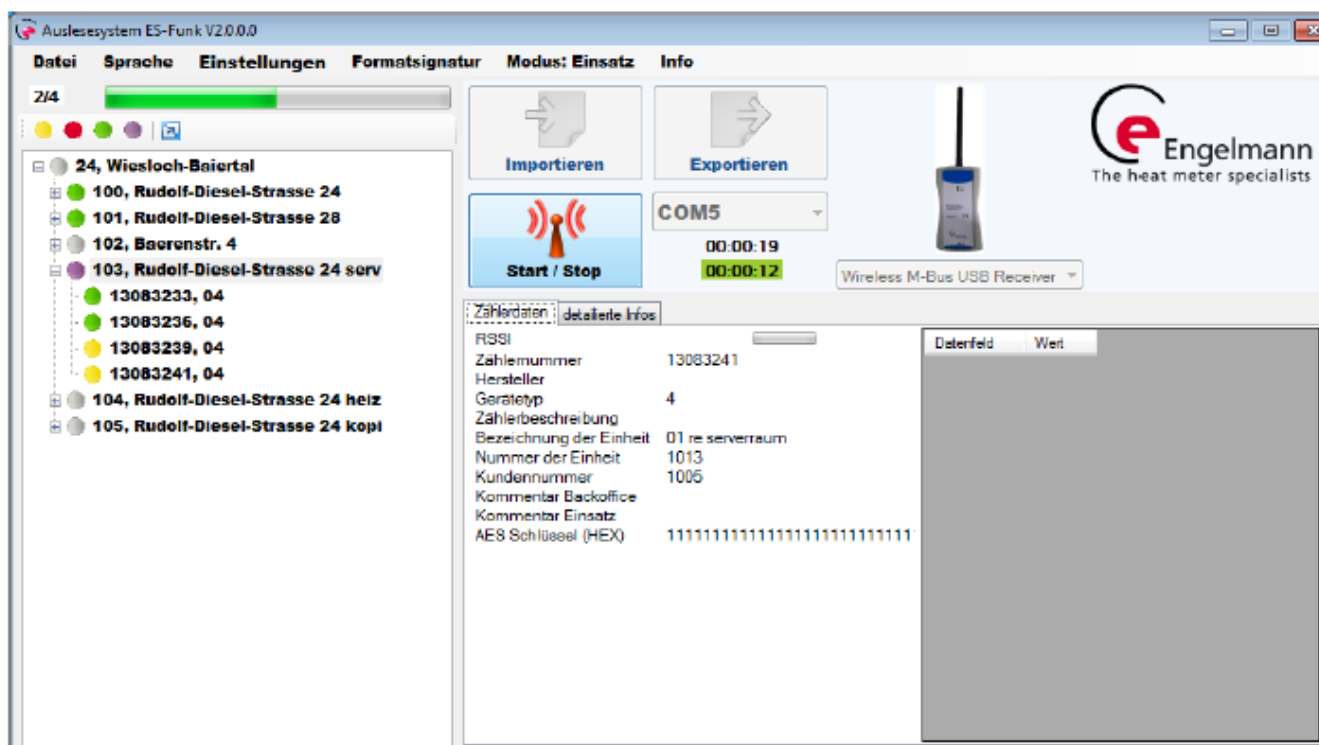 Auslesesystem ES-Funk V2.0.0.0
Datei Sprache Einstellungen Formatsignatur Modus: Einsatz Info
2/4
24, Wiesloch-Baiertal
100, Rudolf-Diesel-Strasse 24
101, Rudolf-Diesel-Strasse 28
102, Baerenstr. 4
103, Rudolf-Diesel-Strasse 24 serv
13083233, 04
13083236, 04
13083239, 04
13083241, 04
104, Rudolf-Diesel-Strasse 24 heiz
105, Rudolf-Diesel-Strasse 24 kopi
Importieren Exportieren
Start / Stop
COM5
00:00:19
00:00:12
Wireless M-Bus USB Receiver
e Engelmann
The heat meter specialists
Zählerdaten detailierte Infos
RSSI
Zählernummer 13083241
Hersteller
Gerätetyp 4
Zählerbeschreibung
Bezeichnung der Einheit 01 re serverraum
Nummer der Einheit 1013
Kundennummer 1005
Kommentar Backoffice
Kommentar Einsatz
AES Schlüssel (HEX) 1111111111111111111111111111
Datenfeld Wert